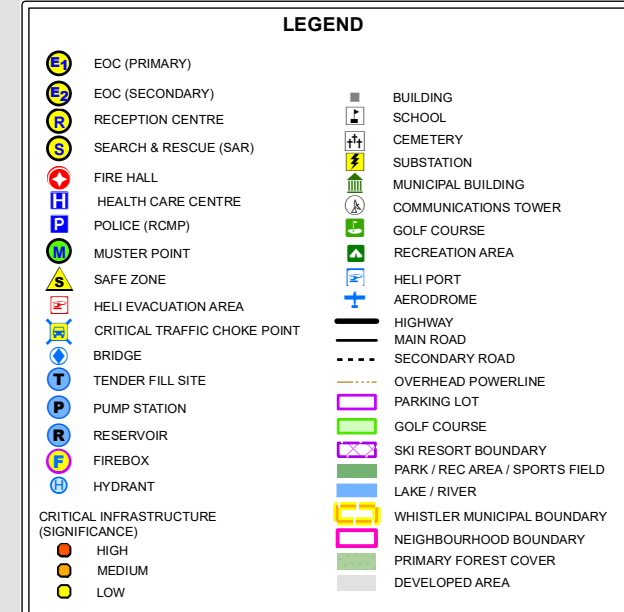 LEGEND
E1 EOC (PRIMARY)
E2 EOC (SECONDARY)
R RECEPTION CENTRE
S SEARCH & RESCUE (SAR)
FIRE HALL
H HEALTH CARE CENTRE
P POLICE (RCMP)
M MUSTER POINT
S SAFE ZONE
HELI EVACUATION AREA
CRITICAL TRAFFIC CHOKE POINT
BRIDGE
T TENDER FILL SITE
P PUMP STATION
R RESERVOIR
F FIREBOX
H HYDRANT
CRITICAL INFRASTRUCTURE
(SIGNIFICANCE)
HIGH
MEDIUM
LOW
BUILDING
SCHOOL
CEMETERY
SUBSTATION
MUNICIPAL BUILDING
COMMUNICATIONS TOWER
GOLF COURSE
RECREATION AREA
HELI PORT
AERODROME
HIGHWAY
MAIN ROAD
SECONDARY ROAD
OVERHEAD POWERLINE
PARKING LOT
GOLF COURSE
SKI RESORT BOUNDARY
PARK / REC AREA / SPORTS FIELD
LAKE / RIVER
WHISTLER MUNICIPAL BOUNDARY
NEIGHBOURHOOD BOUNDARY
PRIMARY FOREST COVER
DEVELOPED AREA